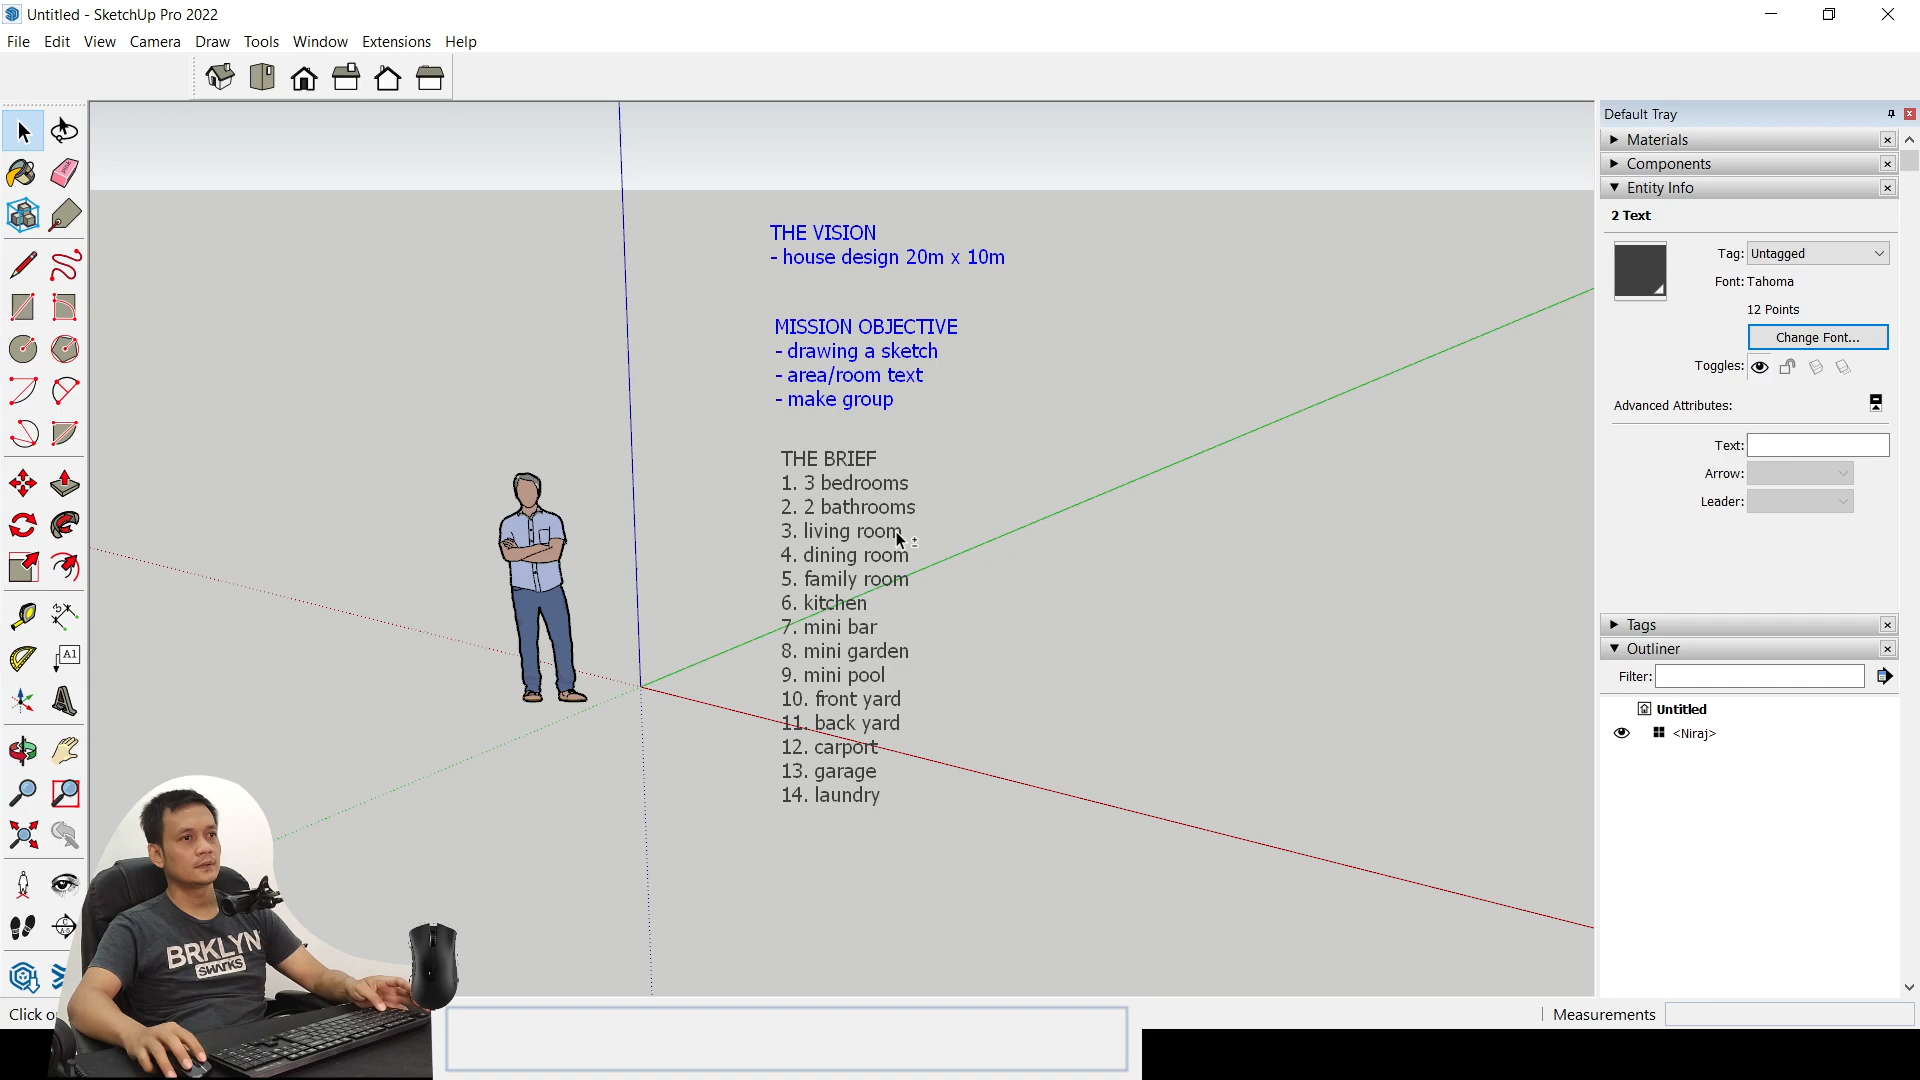 Untitled - SketchUp Pro 2022
File Edit View Camera Draw Tools Window Extensions Help
Default Tray
Materials
Components
Entity Info
2 Text
Tag: Untagged
Font: Tahoma
12 Points
Change Font...
Toggles:
Advanced Attributes:
Text:
Arrow:
Leader:
Tags
Outliner
Filter:
Untitled
<Niraj>
THE VISION
- house design 20m x 10m
MISSION OBJECTIVE
- drawing a sketch
- area/room text
- make group
THE BRIEF
1. 3 bedrooms
2. 2 bathrooms
3. living room
4. dining room
5. family room
6. kitchen
7. mini bar
8. mini garden
9. mini pool
10. front yard
11. back yard
12. carport
13. garage
14. laundry
A1
BRKLYN
SHARKS
Click
Measurements